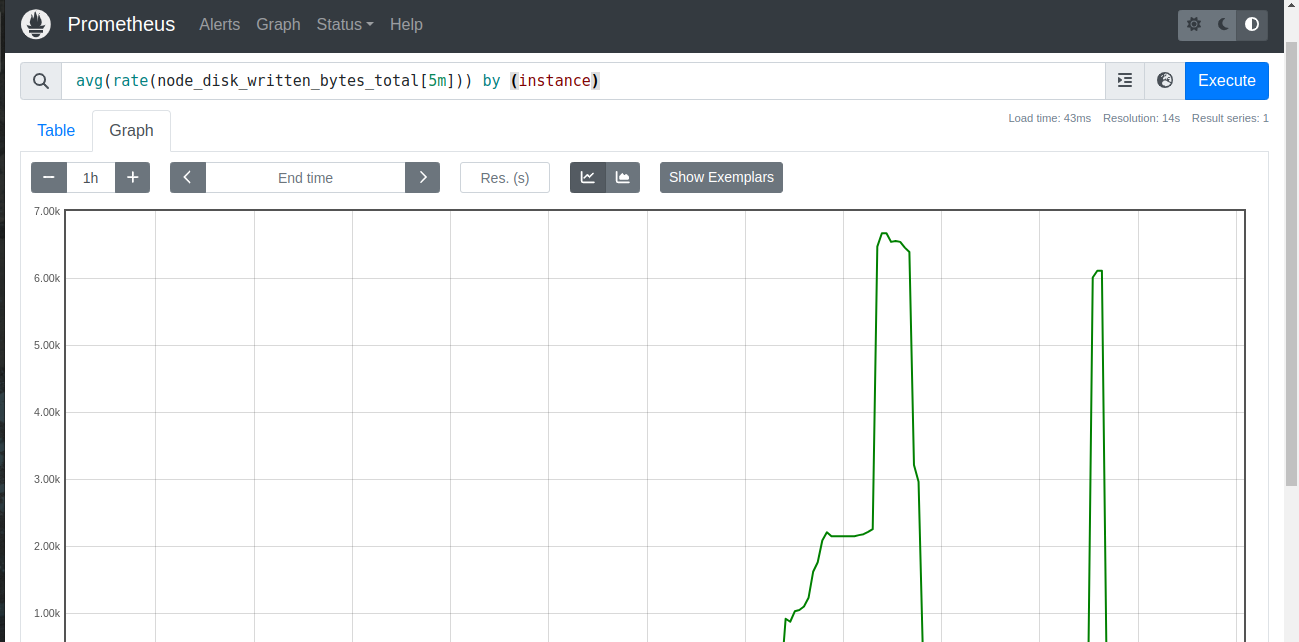 Prometheus Alerts Graph Status Help
avg(rate(node_disk_written_bytes_total[5m])) by (instance) Execute
Load time: 43ms Resolution: 14s Result series: 1
Table Graph
− 1h + End time Res. (s) Show Exemplars
7.00k
6.00k
5.00k
4.00k
3.00k
2.00k
1.00k